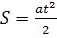 S = at²/2